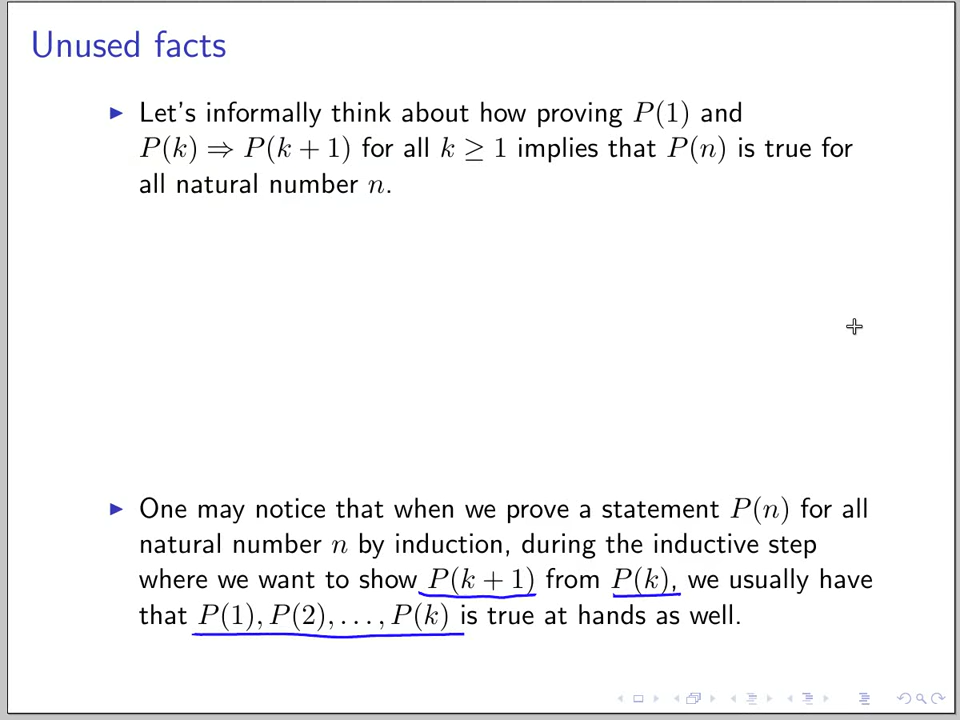 Unused facts
Let's informally think about how proving P(1) and
P(k) ⇒ P(k + 1) for all k ≥ 1 implies that P(n) is true for
all natural number n.
One may notice that when we prove a statement P(n) for all
natural number n by induction, during the inductive step
where we want to show P(k + 1) from P(k), we usually have
that P(1), P(2), . . . , P(k) is true at hands as well.